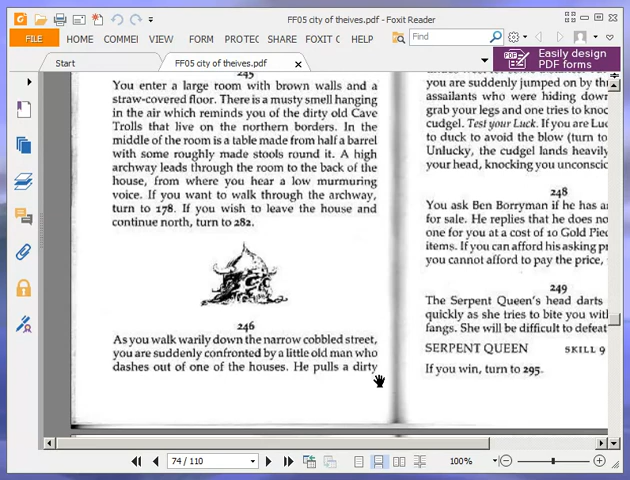 FF05 city of theives.pdf - Foxit Reader
FILE HOME COMMEI VIEW FORM PROTEC SHARE FOXIT C HELP Find
Start FF05 city of theives.pdf
Easily design
PDF forms
245
You enter a large room with brown walls and a
straw-covered floor. There is a musty smell hanging
in the air which reminds you of the dirty old Cave
Trolls that live on the northern borders. In the
middle of the room is a table made from half a barrel
with some roughly made stools round it. A high
archway leads through the room to the back of the
house, from where you hear a low murmuring
voice. If you want to walk through the archway,
turn to 178. If you wish to leave the house and
continue north, turn to 282.
246
As you walk warily down the narrow cobbled street,
you are suddenly confronted by a little old man who
dashes out of one of the houses. He pulls a dirty
you are suddenly jumped on by thr
assailants who were hiding down
grab your legs and one tries to knoc
cudgel. Test your Luck. If you are Luc
to duck to avoid the blow (turn to
Unlucky, the cudgel lands heavily
your head, knocking you unconscio
248
You ask Ben Borryman if he has a
for sale. He replies that he does no
one for you at a cost of 10 Gold Piec
items. If you can afford his asking pr
you cannot afford to pay the price,
249
The Serpent Queen's head darts
quickly as she tries to bite you with
fangs. She will be difficult to defeat
SERPENT QUEEN SKILL 9
If you win, turn to 295.
74 / 110
100%